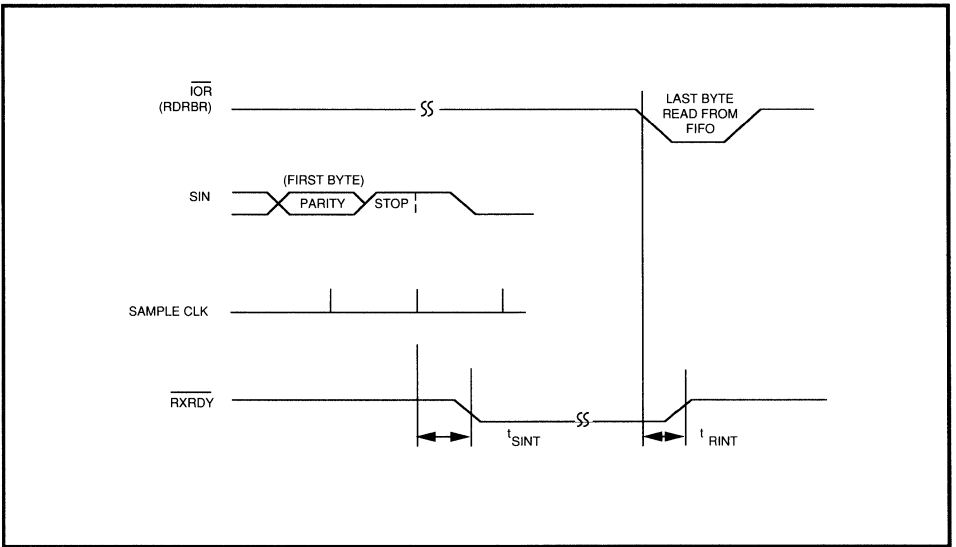 IOR
(RDRBR)
LAST BYTE
READ FROM
FIFO
(FIRST BYTE)
SIN
PARITY
STOP
SAMPLE CLK
RXRDY
tSINT
tRINT